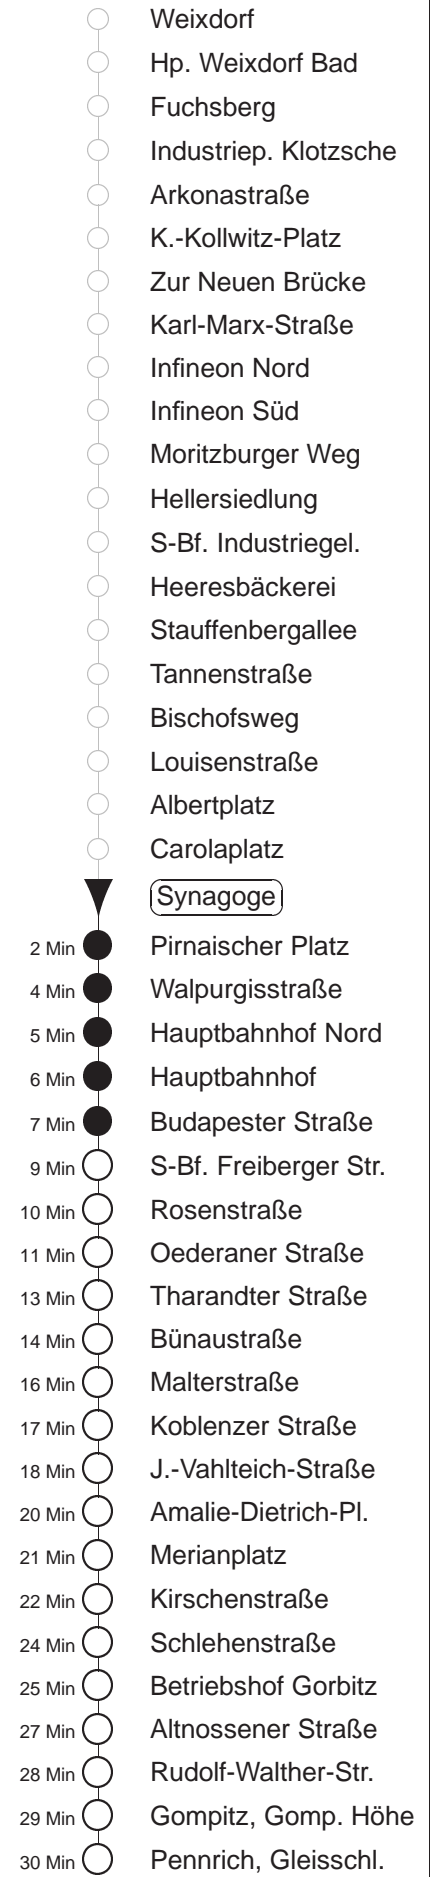 Weixdorf
Hp. Weixdorf Bad
Fuchsberg
Industriep. Klotzsche
Arkonastraße
K.-Kollwitz-Platz
Zur Neuen Brücke
Karl-Marx-Straße
Infineon Nord
Infineon Süd
Moritzburger Weg
Hellersiedlung
S-Bf. Industriegel.
Heeresbäckerei
Stauffenbergallee
Tannenstraße
Bischofsweg
Louisenstraße
Albertplatz
Carolaplatz
Synagoge
2 Min Pirnaischer Platz
4 Min Walpurgisstraße
5 Min Hauptbahnhof Nord
6 Min Hauptbahnhof
7 Min Budapester Straße
9 Min S-Bf. Freiberger Str.
10 Min Rosenstraße
11 Min Oederaner Straße
13 Min Tharandter Straße
14 Min Bünaustraße
16 Min Malterstraße
17 Min Koblenzer Straße
18 Min J.-Vahlteich-Straße
20 Min Amalie-Dietrich-Pl.
21 Min Merianplatz
22 Min Kirschenstraße
24 Min Schlehenstraße
25 Min Betriebshof Gorbitz
27 Min Altnossener Straße
28 Min Rudolf-Walther-Str.
29 Min Gompitz, Gomp. Höhe
30 Min Pennrich, Gleisschl.